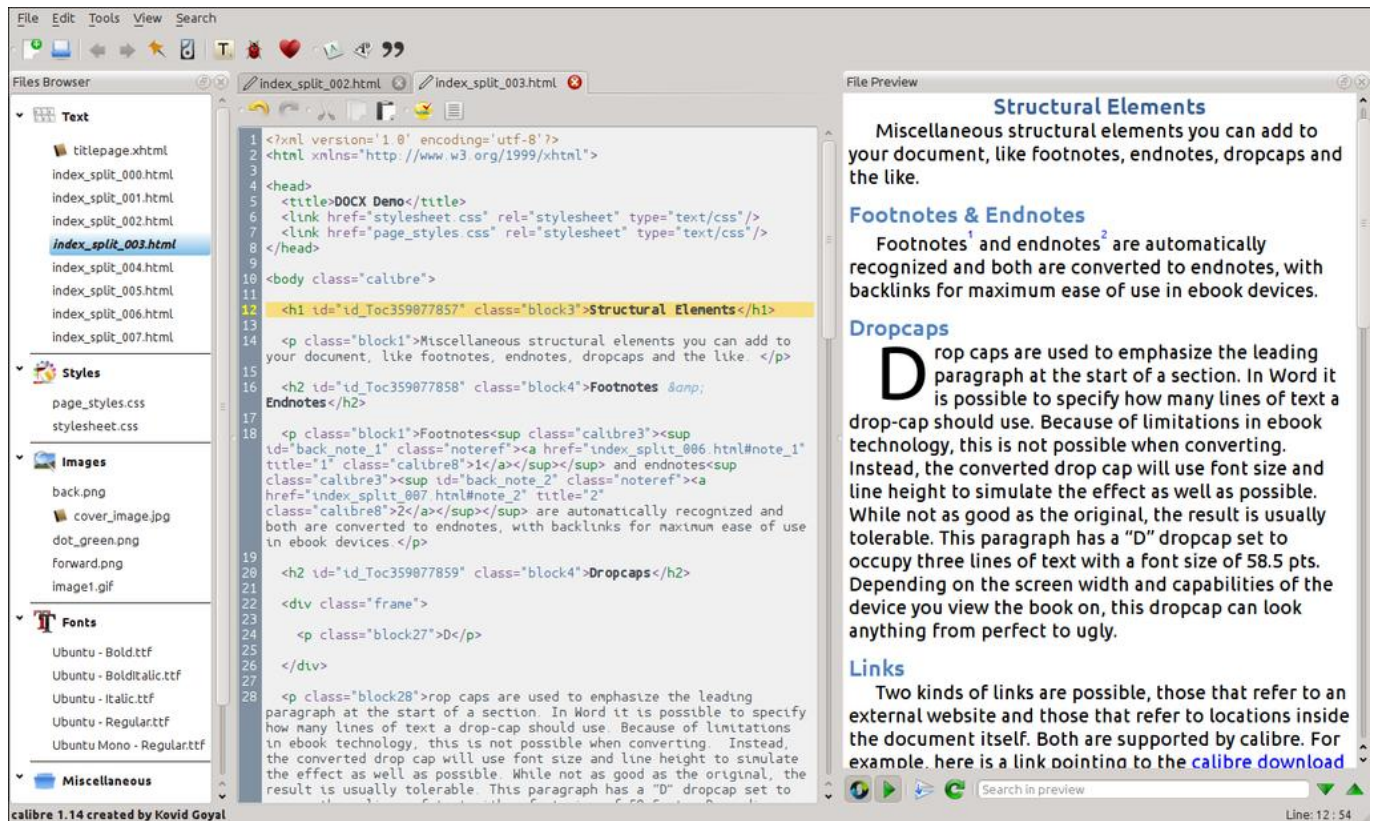 File Edit Tools View Search
Files Browser
Text
titlepage.xhtml
index_split_000.html
index_split_001.html
index_split_002.html
index_split_003.html
index_split_004.html
index_split_005.html
index_split_006.html
index_split_007.html
Styles
page_styles.css
stylesheet.css
Images
back.png
cover_image.jpg
dot_green.png
forward.png
image1.gif
Fonts
Ubuntu - Bold.ttf
Ubuntu - BoldItalic.ttf
Ubuntu - Italic.ttf
Ubuntu - Regular.ttf
Ubuntu Mono - Regular.ttf
Miscellaneous
index_split_002.html index_split_003.html
1 <?xml version='1.0' encoding='utf-8'?>
2 <html xmlns="http://www.w3.org/1999/xhtml">
3
4 <head>
5 <title>DOCX Demo</title>
6 <link href="stylesheet.css" rel="stylesheet" type="text/css"/>
7 <link href="page_styles.css" rel="stylesheet" type="text/css"/>
8 </head>
9
10 <body class="calibre">
11
12 <h1 id="id_Toc359077857" class="block3">Structural Elements</h1>
13
14 <p class="block1">Miscellaneous structural elements you can add to
your document, like footnotes, endnotes, dropcaps and the like. </p>
15
16 <h2 id="id_Toc359077858" class="block4">Footnotes &amp;
Endnotes</h2>
17
18 <p class="block1">Footnotes<sup class="calibre3"><sup
id="back_note_1" class="noteref"><a href="index_split_006.html#note_1"
title="1" class="calibre8">1</a></sup></sup> and endnotes<sup
class="calibre3"><sup id="back_note_2" class="noteref"><a
href="index_split_007.html#note_2" title="2"
class="calibre8">2</a></sup></sup> are automatically recognized and
both are converted to endnotes, with backlinks for maximum ease of use
in ebook devices.</p>
19
20 <h2 id="id_Toc359077859" class="block4">Dropcaps</h2>
21
22 <div class="frame">
23
24 <p class="block27">D</p>
25
26 </div>
27
28 <p class="block28">rop caps are used to emphasize the leading
paragraph at the start of a section. In Word it is possible to specify
how many lines of text a drop-cap should use. Because of limitations
in ebook technology, this is not possible when converting. Instead,
the converted drop cap will use font size and line height to simulate
the effect as well as possible. While not as good as the original, the
result is usually tolerable. This paragraph has a "D" dropcap set to
File Preview
Structural Elements
Miscellaneous structural elements you can add to
your document, like footnotes, endnotes, dropcaps and
the like.
Footnotes & Endnotes
Footnotes1 and endnotes2 are automatically
recognized and both are converted to endnotes, with
backlinks for maximum ease of use in ebook devices.
Dropcaps
Drop caps are used to emphasize the leading
paragraph at the start of a section. In Word it
is possible to specify how many lines of text a
drop-cap should use. Because of limitations in ebook
technology, this is not possible when converting.
Instead, the converted drop cap will use font size and
line height to simulate the effect as well as possible.
While not as good as the original, the result is usually
tolerable. This paragraph has a “D” dropcap set to
occupy three lines of text with a font size of 58.5 pts.
Depending on the screen width and capabilities of the
device you view the book on, this dropcap can look
anything from perfect to ugly.
Links
Two kinds of links are possible, those that refer to an
external website and those that refer to locations inside
the document itself. Both are supported by calibre. For
example, here is a link pointing to the calibre download
Search in preview
calibre 1.14 created by Kovid Goyal
Line: 12 : 54